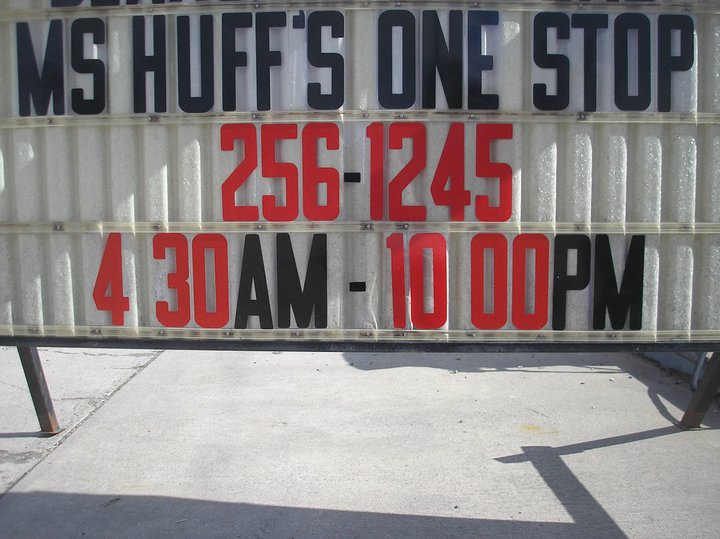 MS HUFF'S ONE STOP
256-1245
4 30AM - 10 00PM